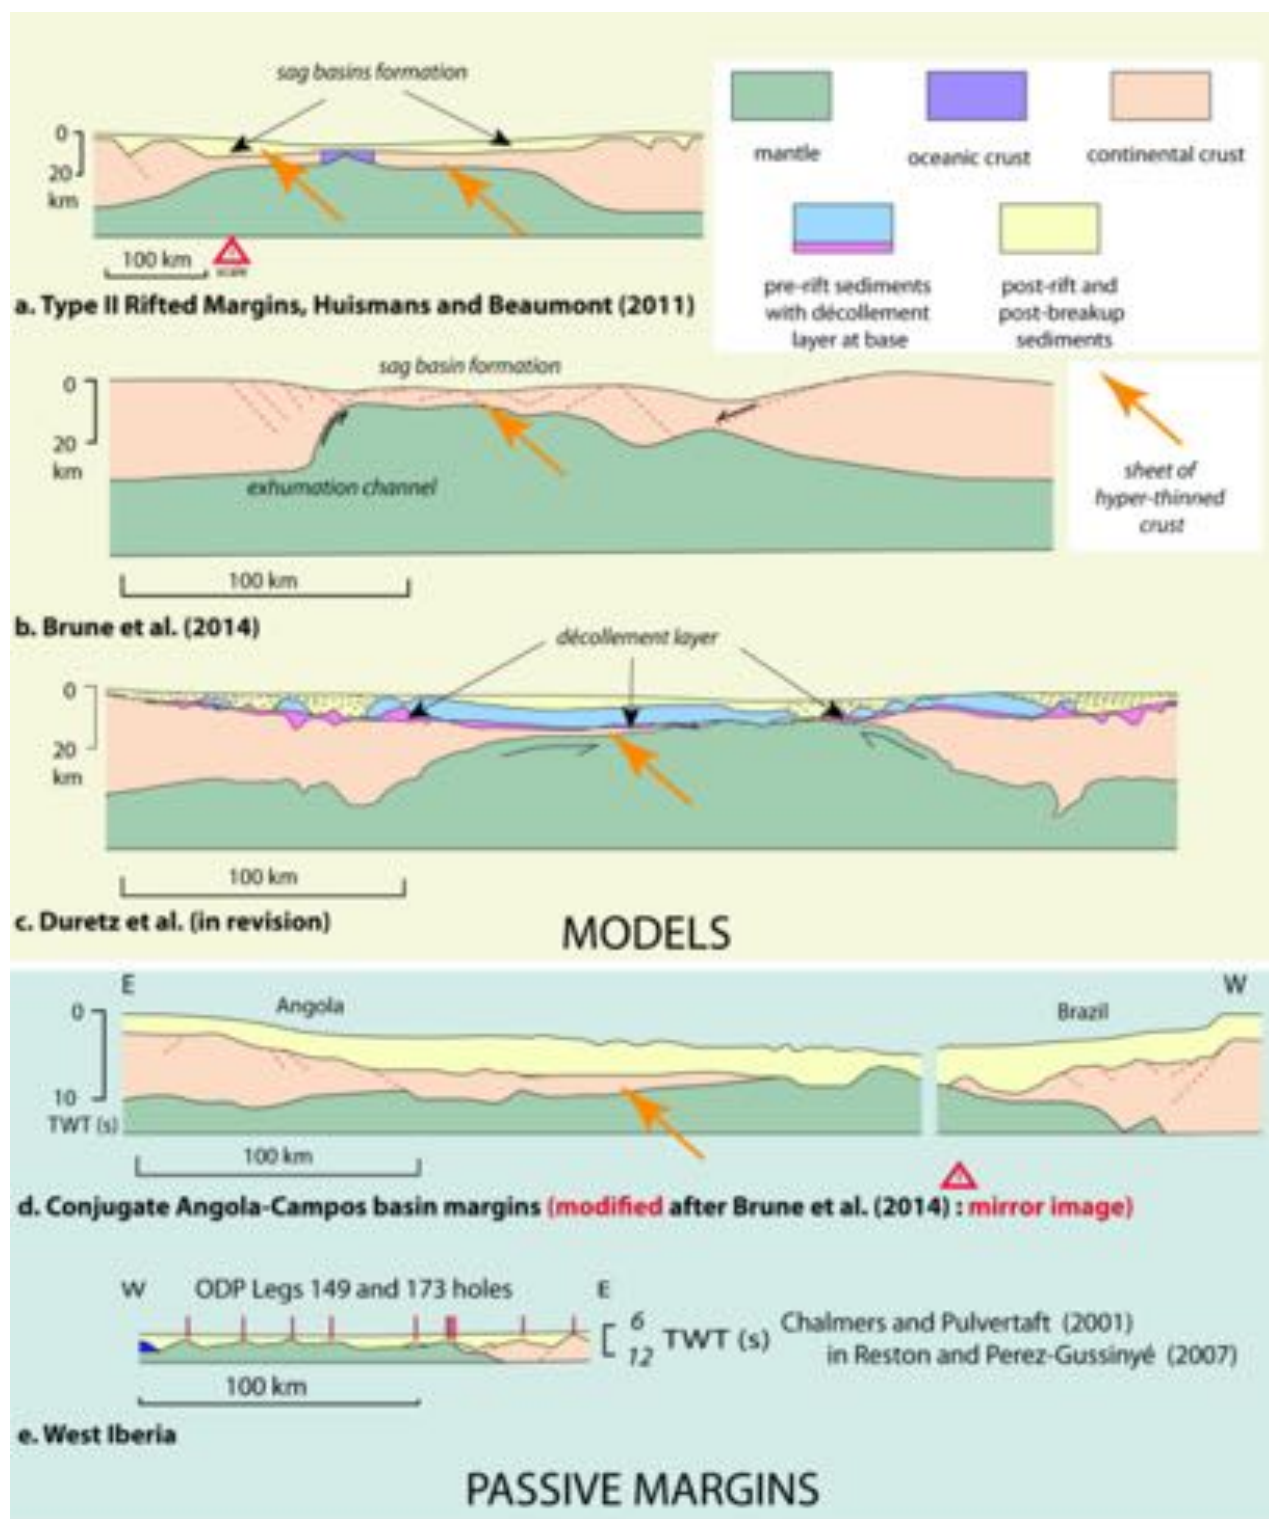 sag basins formation
0
20
km
100 km
scale
a. Type II Rifted Margins, Huismans and Beaumont (2011)
mantle
oceanic crust
continental crust
pre-rift sediments
with décollement
layer at base
post-rift and
post-breakup
sediments
sheet of
hyper-thinned
crust
sag basin formation
0
20
km
exhumation channel
100 km
b. Brune et al. (2014)
décollement layer
0
20
km
100 km
c. Duretz et al. (in revision)
MODELS
E
W
Angola
Brazil
0
10
TWT (s)
100 km
d. Conjugate Angola-Campos basin margins (modified after Brune et al. (2014) : mirror image)
W
ODP Legs 149 and 173 holes
E
6
12
TWT (s)
Chalmers and Pulvertaft (2001)
in Reston and Perez-Gussinyé (2007)
100 km
e. West Iberia
PASSIVE MARGINS